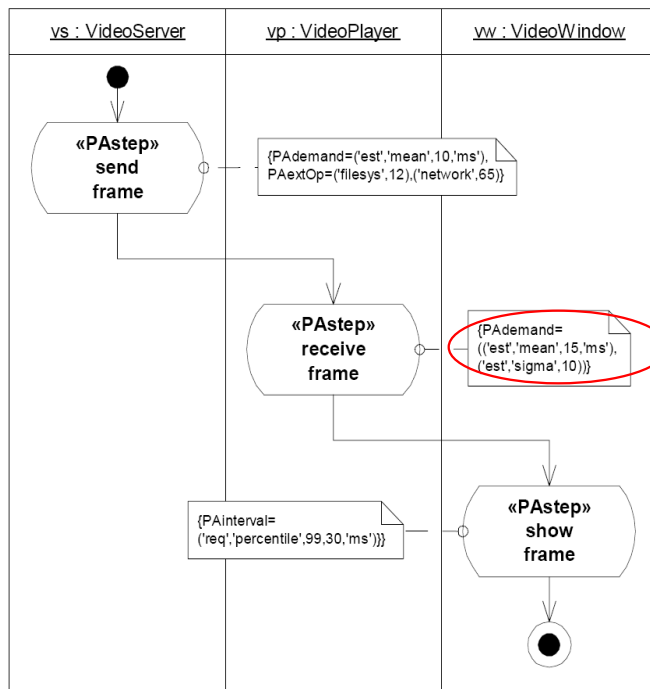 vs : VideoServer
vp : VideoPlayer
vw : VideoWindow
«PAstep»
send
frame
{PAdemand=('est','mean',10,'ms'),
PAextOp=('filesys',12),('network',65)}
«PAstep»
receive
frame
{PAdemand=
(('est','mean',15,'ms'),
('est','sigma',10))}
{PAinterval=
('req','percentile',99,30,'ms')}}
«PAstep»
show
frame